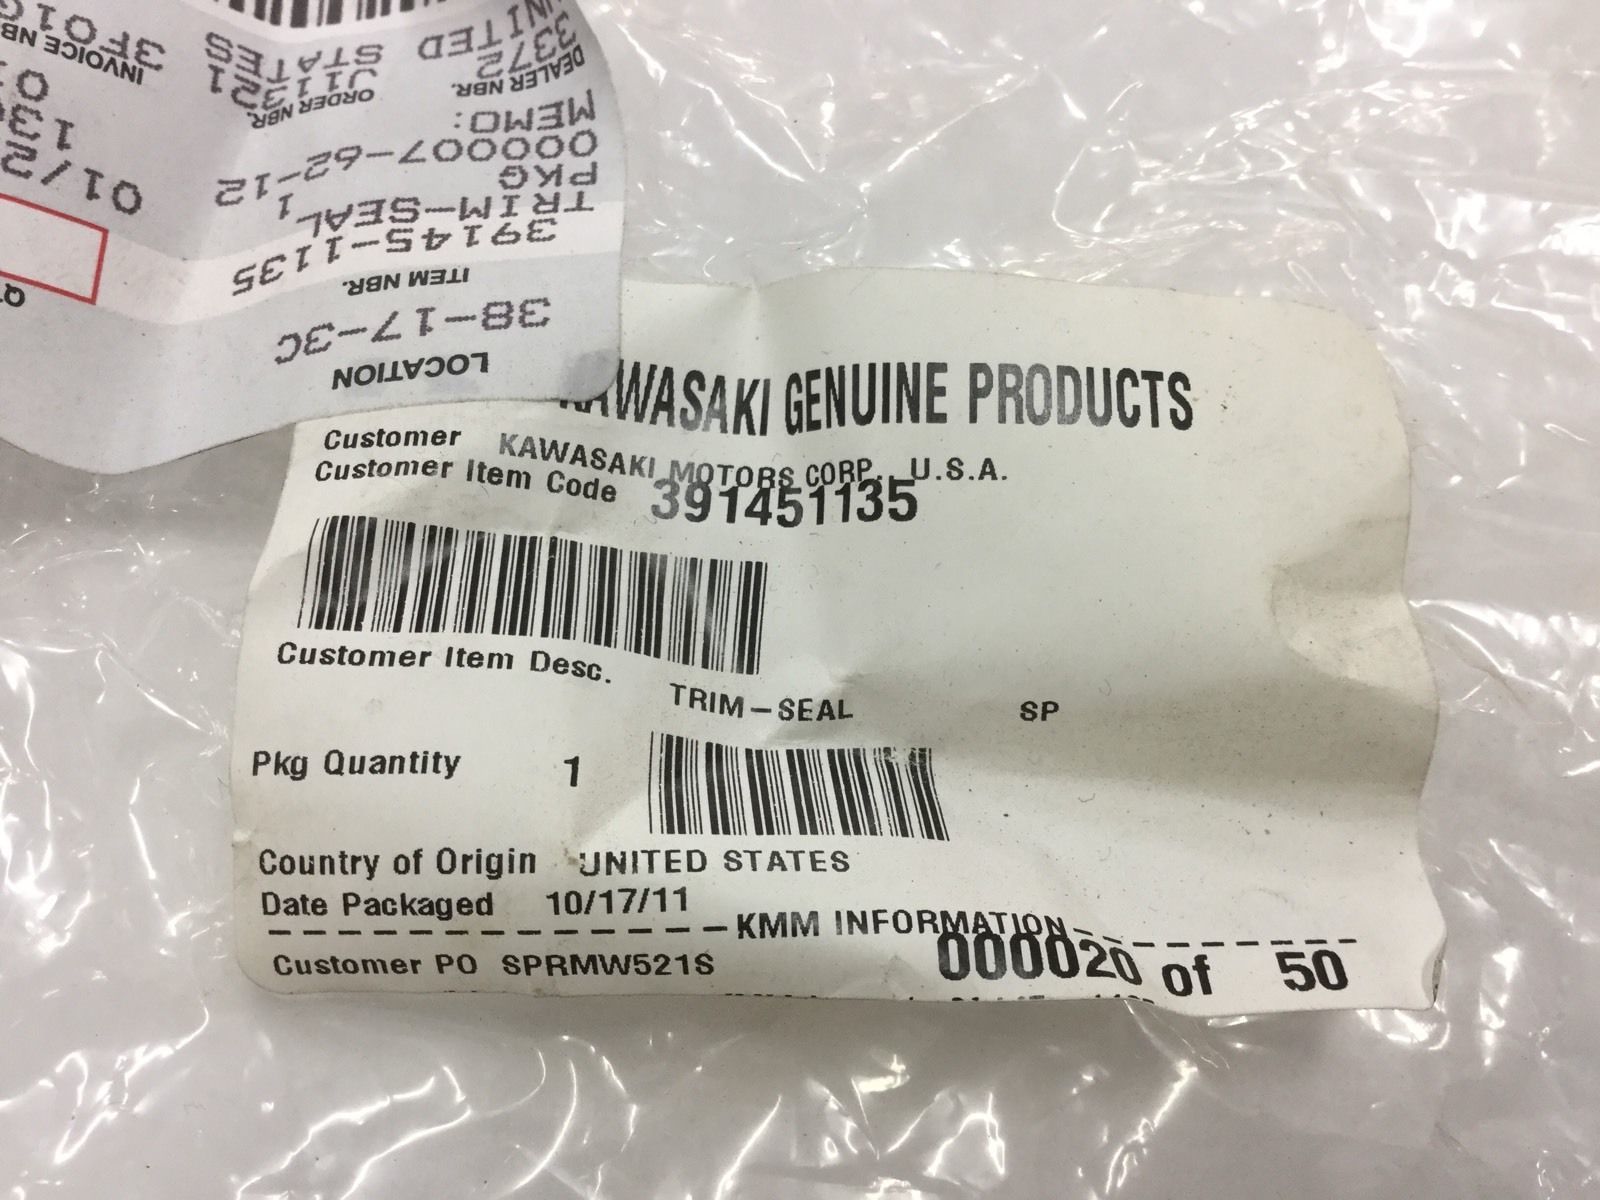 KAWASAKI GENUINE PRODUCTS
Customer KAWASAKI MOTORS CORP., U.S.A.
Customer Item Code 391451135
Customer Item Desc.
TRIM-SEAL SP
Pkg Quantity 1
Country of Origin UNITED STATES
Date Packaged 10/17/11
KMM INFORMATION
Customer PO SPRMW521S 000020 of 50
LOCATION
38-17-3C
ITEM NBR.
39145-1135
TRIM-SEAL
PKG 1
000007-62-12
MEMO:
DEALER NBR. ORDER NBR.
INVOICE NBR
UNITED STATES